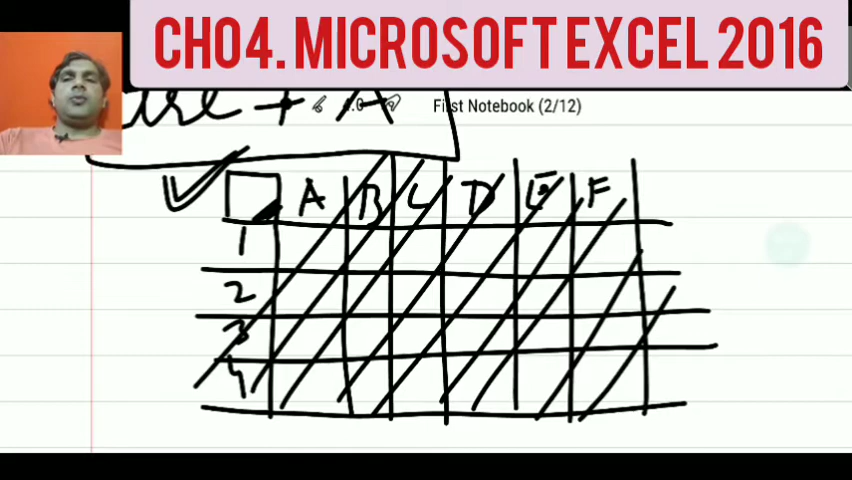 CH04. MICROSOFT EXCEL 2016
+ A
First Notebook (2/12)
A B C D E F
1
2
3
4